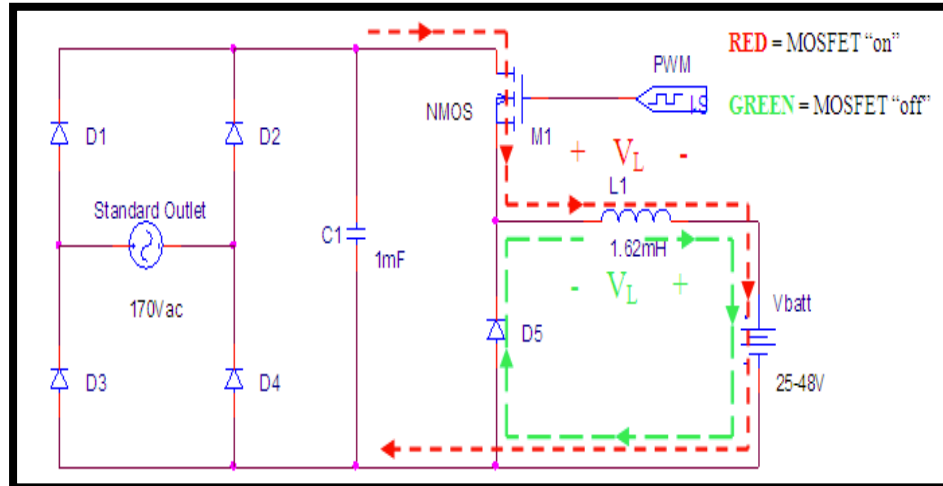 RED = MOSFET “on”
PWM
NMOS
GREEN = MOSFET “off”
D1
D2
M1
+ VL -
L1
Standard Outlet
C1
1mF
1.62mH
- VL +
170Vac
Vbatt
D5
D3
D4
25-48V